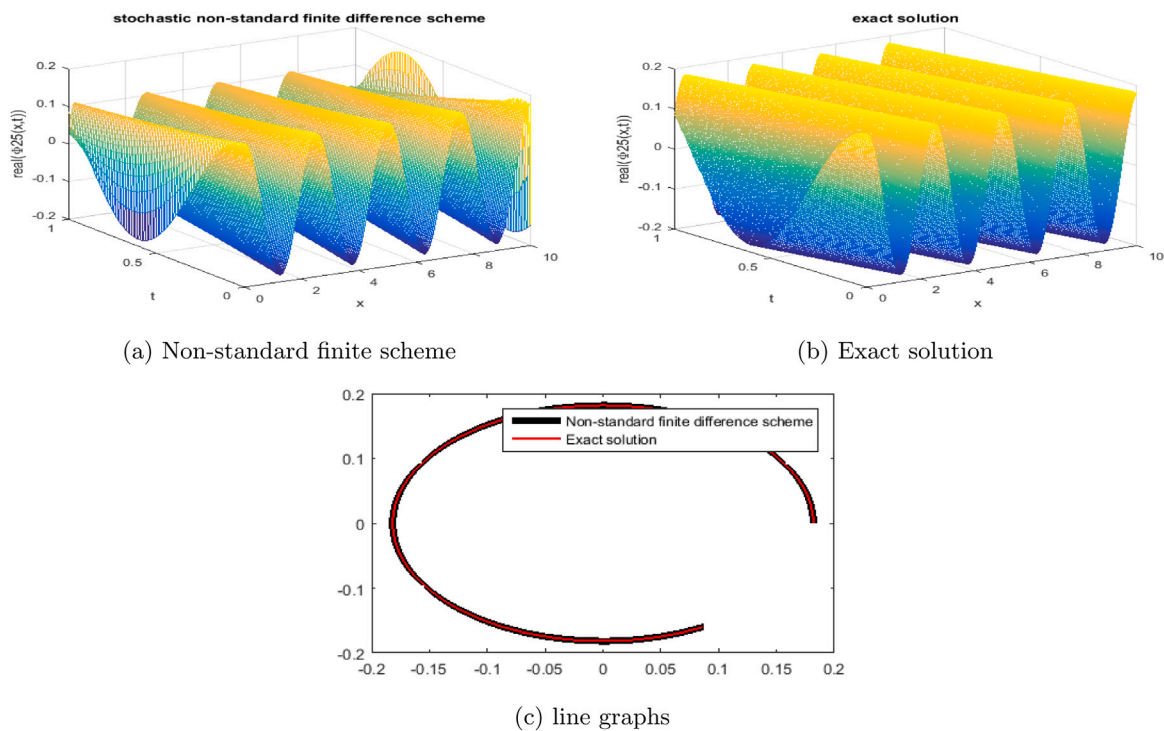 stochastic non-standard finite difference scheme
0.2
0.1
0
-0.1
-0.2
real(Φ25(x,t))
1
0.5
0
t
0
2
4
6
8
10
x
(a) Non-standard finite scheme
exact solution
0.2
0.1
0
-0.1
-0.2
real(Φ25(x,t))
1
0.5
0
t
0
2
4
6
8
10
x
(b) Exact solution
0.2
0.1
0
-0.1
-0.2
Non-standard finite difference scheme
Exact solution
-0.2 -0.15 -0.1 -0.05 0 0.05 0.1 0.15 0.2
(c) line graphs